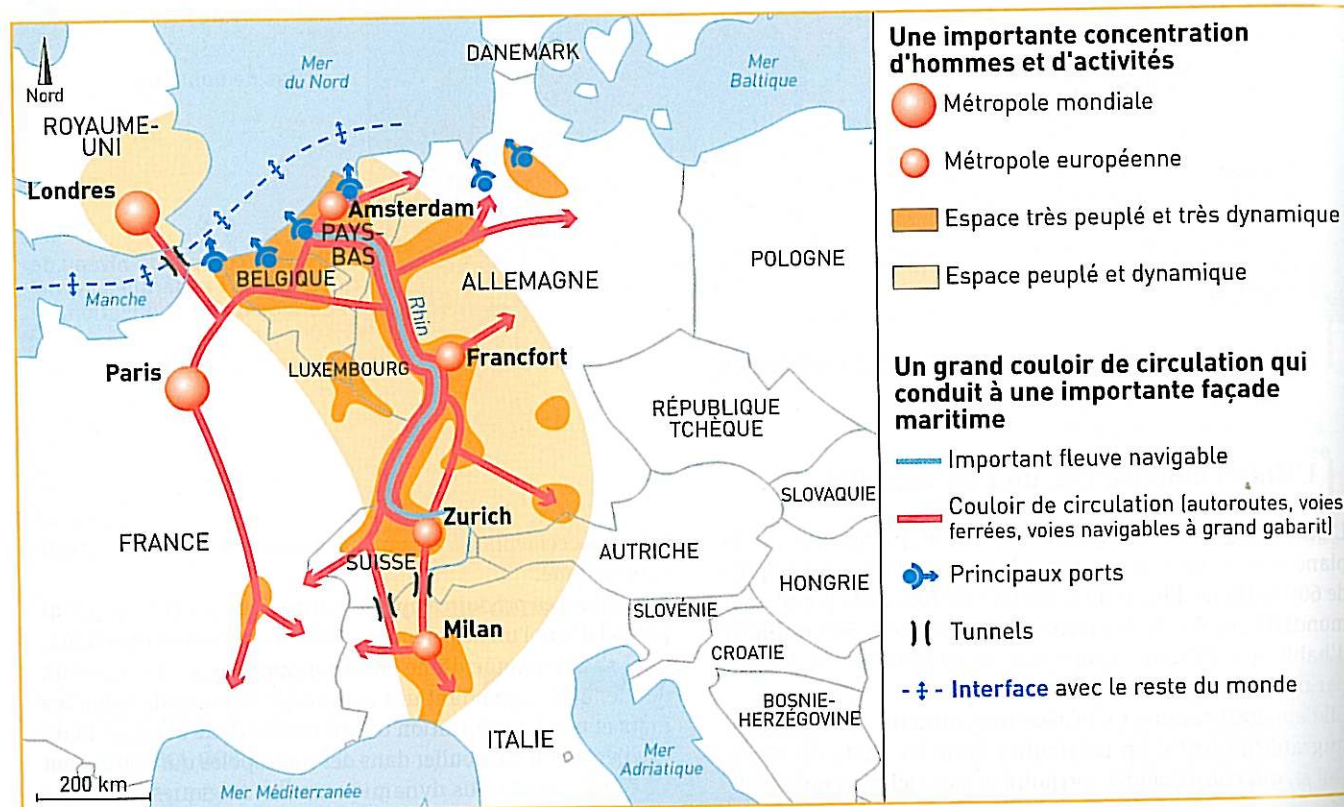 Nord
Mer
du Nord
DANEMARK
Mer
Baltique
ROYAUME-
UNI
Londres
Amsterdam
PAYS-
BAS
BELGIQUE
Manche
ALLEMAGNE
POLOGNE
Rhin
Paris
LUXEMBOURG
Francfort
RÉPUBLIQUE
TCHÈQUE
SLOVAQUIE
FRANCE
Zurich
SUISSE
AUTRICHE
HONGRIE
SLOVÉNIE
Milan
CROATIE
BOSNIE-
HERZÉGOVINE
ITALIE
Mer
Adriatique
200 km
Mer Méditerranée
Une importante concentration
d'hommes et d'activités
Métropole mondiale
Métropole européenne
Espace très peuplé et très dynamique
Espace peuplé et dynamique
Un grand couloir de circulation qui
conduit à une importante façade
maritime
Important fleuve navigable
Couloir de circulation (autoroutes, voies
ferrées, voies navigables à grand gabarit)
Principaux ports
Tunnels
Interface avec le reste du monde